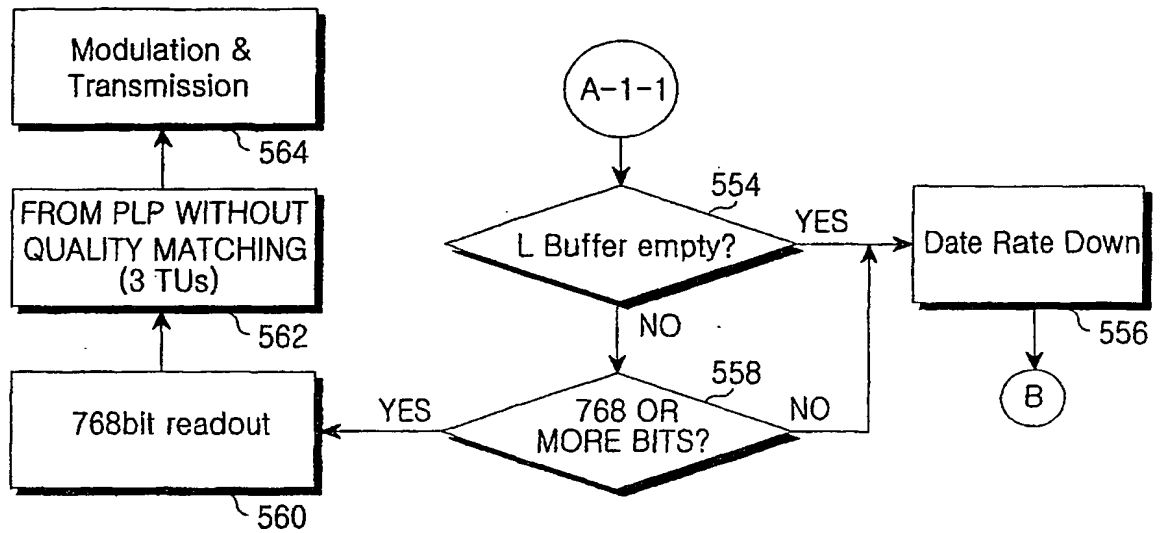 Modulation &
Transmission
564
FROM PLP WITHOUT
QUALITY MATCHING
(3 TUs)
562
768bit readout
560
A-1-1
554
L Buffer empty?
YES
NO
558
768 OR
MORE BITS?
YES
NO
Date Rate Down
556
B